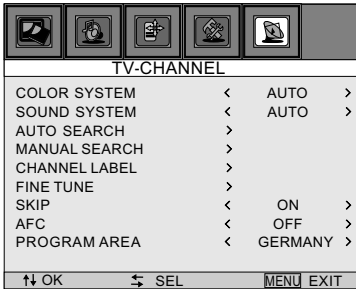 TV-CHANNEL
COLOR SYSTEM < AUTO >
SOUND SYSTEM < AUTO >
AUTO SEARCH >
MANUAL SEARCH >
CHANNEL LABEL >
FINE TUNE >
SKIP < ON >
AFC < OFF >
PROGRAM AREA < GERMANY >
↑↓ OK ⇆ SEL MENU EXIT